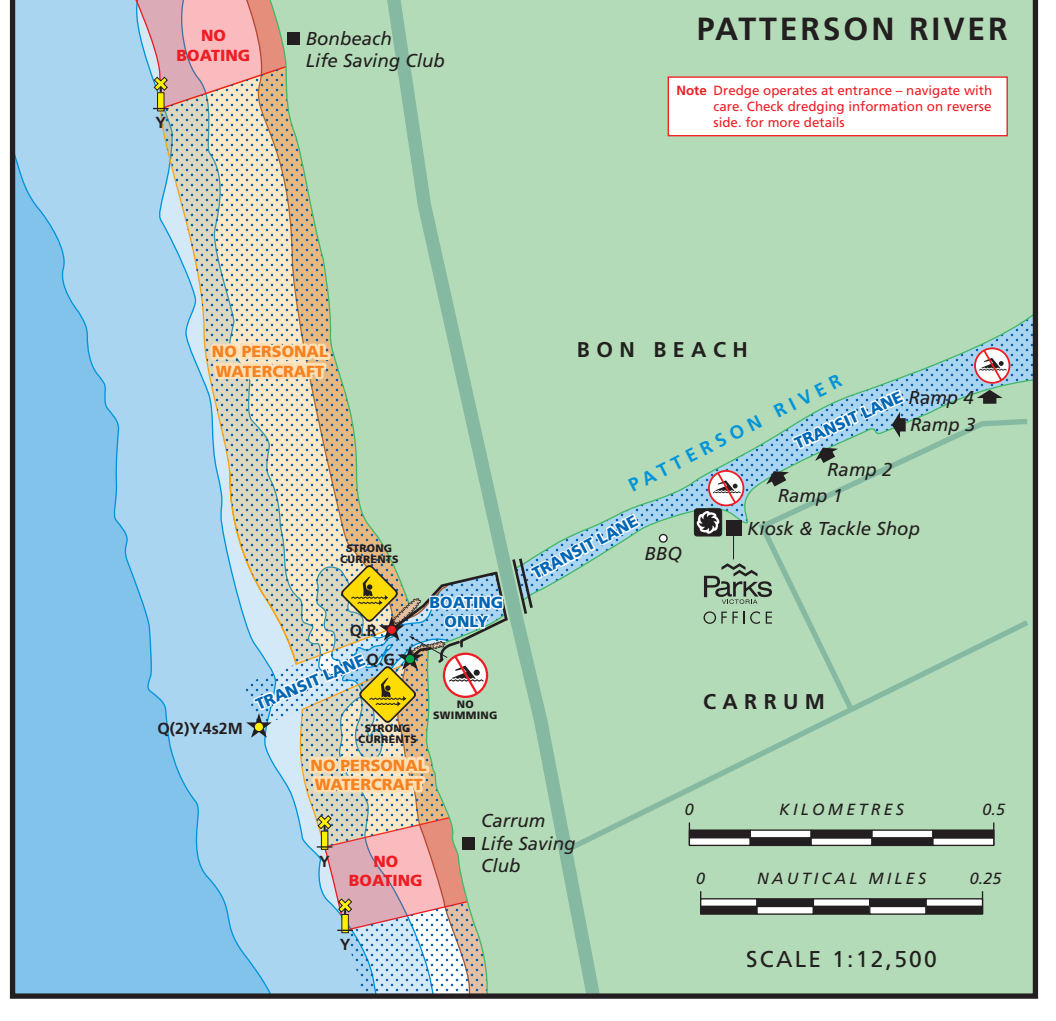 PATTERSON RIVER
NO
BOATING
Bonbeach
Life Saving Club
Note Dredge operates at entrance – navigate with
care. Check dredging information on reverse
side. for more details
Y
NO PERSONAL
WATERCRAFT
BON BEACH
PATTERSON RIVER
TRANSIT LANE
Ramp 4
Ramp 3
Ramp 2
Ramp 1
Kiosk & Tackle Shop
BBQ
TRANSIT LANE
Parks
VICTORIA
OFFICE
STRONG
CURRENTS
BOATING
ONLY
Q.R
Q.G
TRANSIT LANE
NO
SWIMMING
STRONG
CURRENTS
Q(2)Y.4s2M
CARRUM
NO PERSONAL
WATERCRAFT
Carrum
Life Saving
Club
Y
NO
BOATING
Y
0 KILOMETRES 0.5
0 NAUTICAL MILES 0.25
SCALE 1:12,500